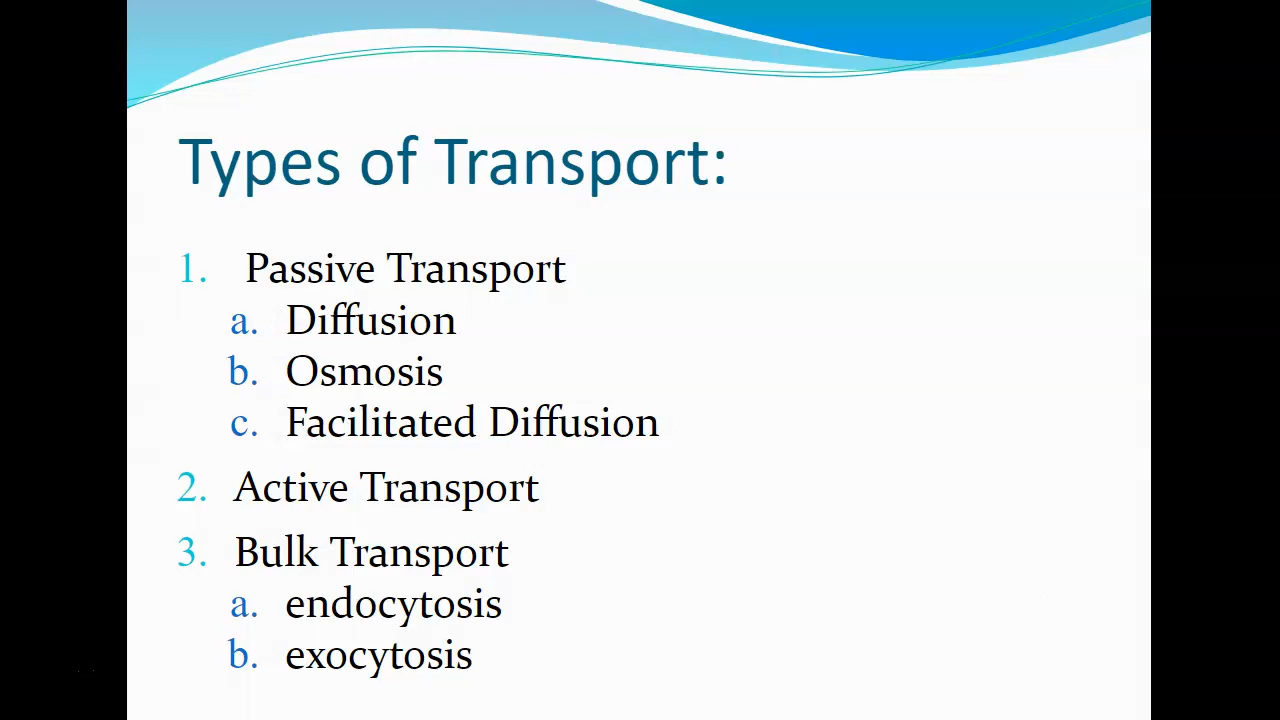 Types of Transport:
1. Passive Transport
a. Diffusion
b. Osmosis
c. Facilitated Diffusion
2. Active Transport
3. Bulk Transport
a. endocytosis
b. exocytosis